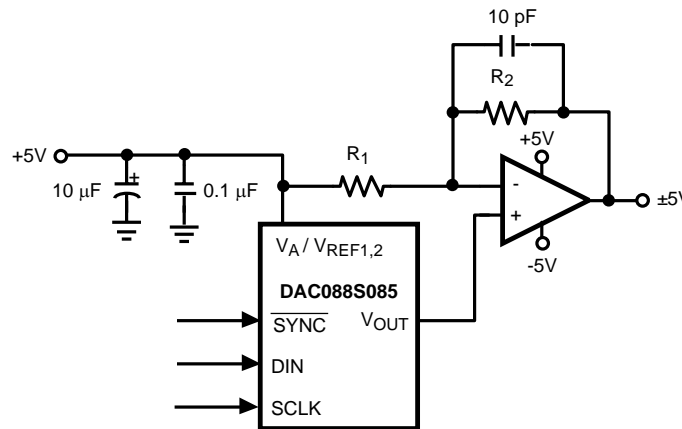 10 pF
R2
+5V
R1
+5V
10 μF
+
0.1 μF
-
+
±5V
-5V
VA / VREF1,2
DAC088S085
SYNC
VOUT
DIN
SCLK